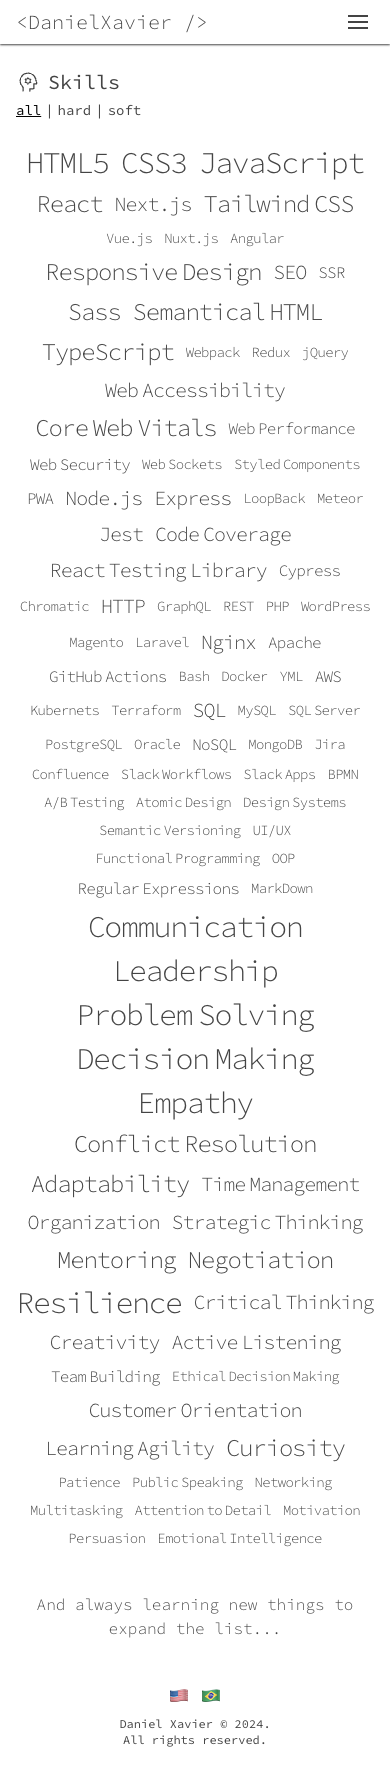 <DanielXavier />
Skills
all | hard | soft
HTML5 CSS3 JavaScript
React Next.js Tailwind CSS
Vue.js Nuxt.js Angular
Responsive Design SEO SSR
Sass Semantical HTML
TypeScript Webpack Redux jQuery
Web Accessibility
Core Web Vitals Web Performance
Web Security Web Sockets Styled Components
PWA Node.js Express LoopBack Meteor
Jest Code Coverage
React Testing Library Cypress
Chromatic HTTP GraphQL REST PHP WordPress
Magento Laravel Nginx Apache
GitHub Actions Bash Docker YML AWS
Kubernets Terraform SQL MySQL SQL Server
PostgreSQL Oracle NoSQL MongoDB Jira
Confluence Slack Workflows Slack Apps BPMN
A/B Testing Atomic Design Design Systems
Semantic Versioning UI/UX
Functional Programming OOP
Regular Expressions MarkDown
Communication
Leadership
Problem Solving
Decision Making
Empathy
Conflict Resolution
Adaptability Time Management
Organization Strategic Thinking
Mentoring Negotiation
Resilience Critical Thinking
Creativity Active Listening
Team Building Ethical Decision Making
Customer Orientation
Learning Agility Curiosity
Patience Public Speaking Networking
Multitasking Attention to Detail Motivation
Persuasion Emotional Intelligence
And always learning new things to
expand the list...
Daniel Xavier © 2024.
All rights reserved.